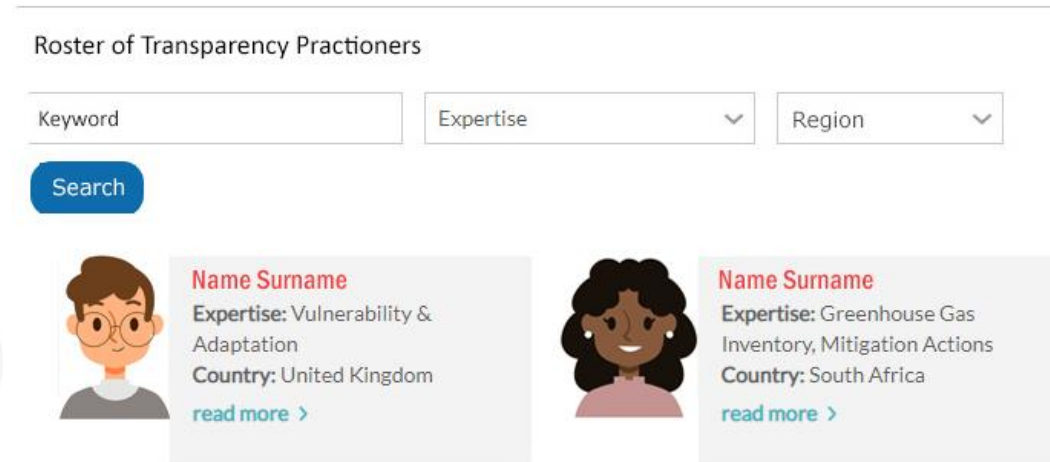 Roster of Transparency Practioners
Keyword
Expertise
Region
Search
Name Surname
Expertise: Vulnerability &
Adaptation
Country: United Kingdom
read more >
Name Surname
Expertise: Greenhouse Gas
Inventory, Mitigation Actions
Country: South Africa
read more >